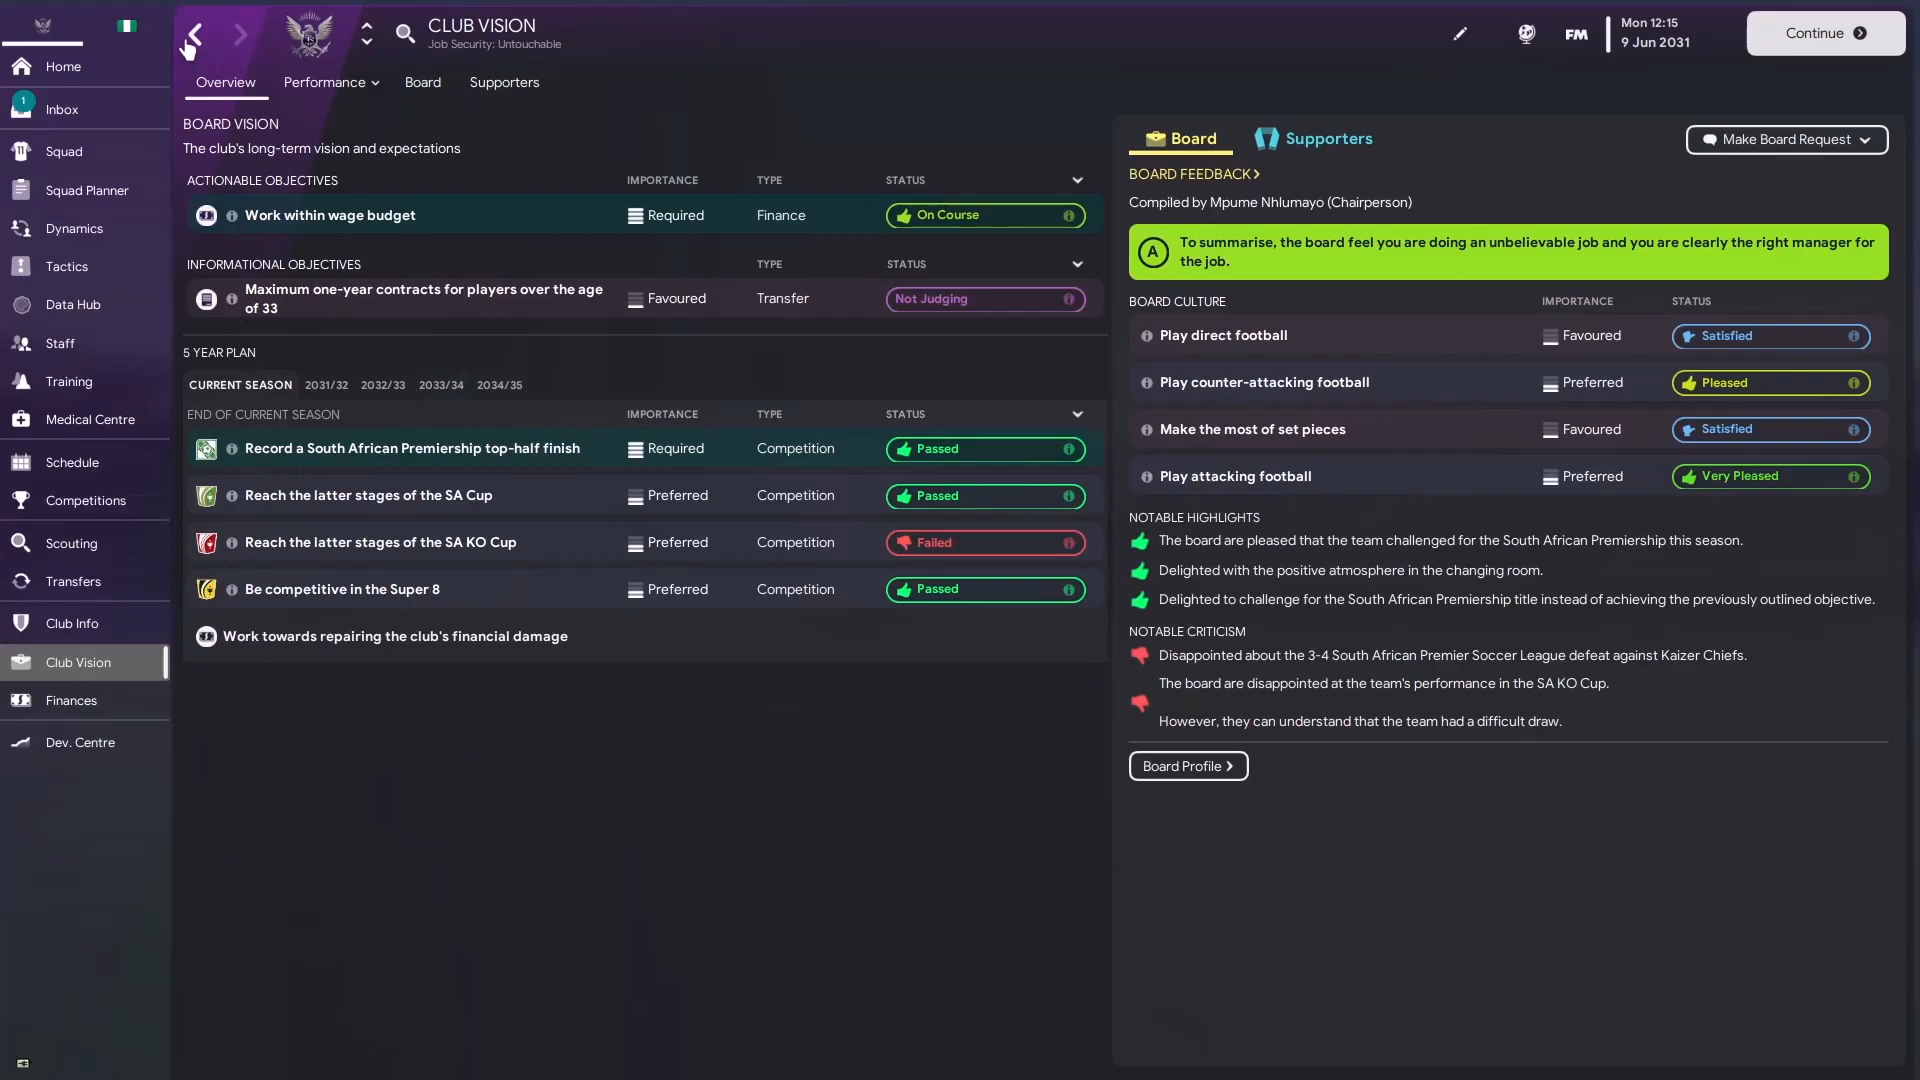 CLUB VISION
Job Security: Untouchable
FM
Mon 12:15
9 Jun 2031
Continue
Home
1
Inbox
Squad
Squad Planner
Dynamics
Tactics
Data Hub
Staff
Training
Medical Centre
Schedule
Competitions
Scouting
Transfers
Club Info
Club Vision
Finances
Dev. Centre
Overview Performance Board Supporters
BOARD VISION
The club's long-term vision and expectations
ACTIONABLE OBJECTIVES IMPORTANCE TYPE STATUS
Work within wage budget Required Finance On Course
INFORMATIONAL OBJECTIVES TYPE STATUS
Maximum one-year contracts for players over the age
of 33 Favoured Transfer Not Judging
5 YEAR PLAN
CURRENT SEASON 2031/32 2032/33 2033/34 2034/35
END OF CURRENT SEASON IMPORTANCE TYPE STATUS
Record a South African Premiership top-half finish Required Competition Passed
Reach the latter stages of the SA Cup Preferred Competition Passed
Reach the latter stages of the SA KO Cup Preferred Competition Failed
Be competitive in the Super 8 Preferred Competition Passed
Work towards repairing the club's financial damage
Board Supporters
Make Board Request
BOARD FEEDBACK
Compiled by Mpume Nhlumayo (Chairperson)
A
To summarise, the board feel you are doing an unbelievable job and you are clearly the right manager for
the job.
BOARD CULTURE IMPORTANCE STATUS
Play direct football Favoured Satisfied
Play counter-attacking football Preferred Pleased
Make the most of set pieces Favoured Satisfied
Play attacking football Preferred Very Pleased
NOTABLE HIGHLIGHTS
The board are pleased that the team challenged for the South African Premiership this season.
Delighted with the positive atmosphere in the changing room.
Delighted to challenge for the South African Premiership title instead of achieving the previously outlined objective.
NOTABLE CRITICISM
Disappointed about the 3-4 South African Premier Soccer League defeat against Kaizer Chiefs.
The board are disappointed at the team's performance in the SA KO Cup.
However, they can understand that the team had a difficult draw.
Board Profile